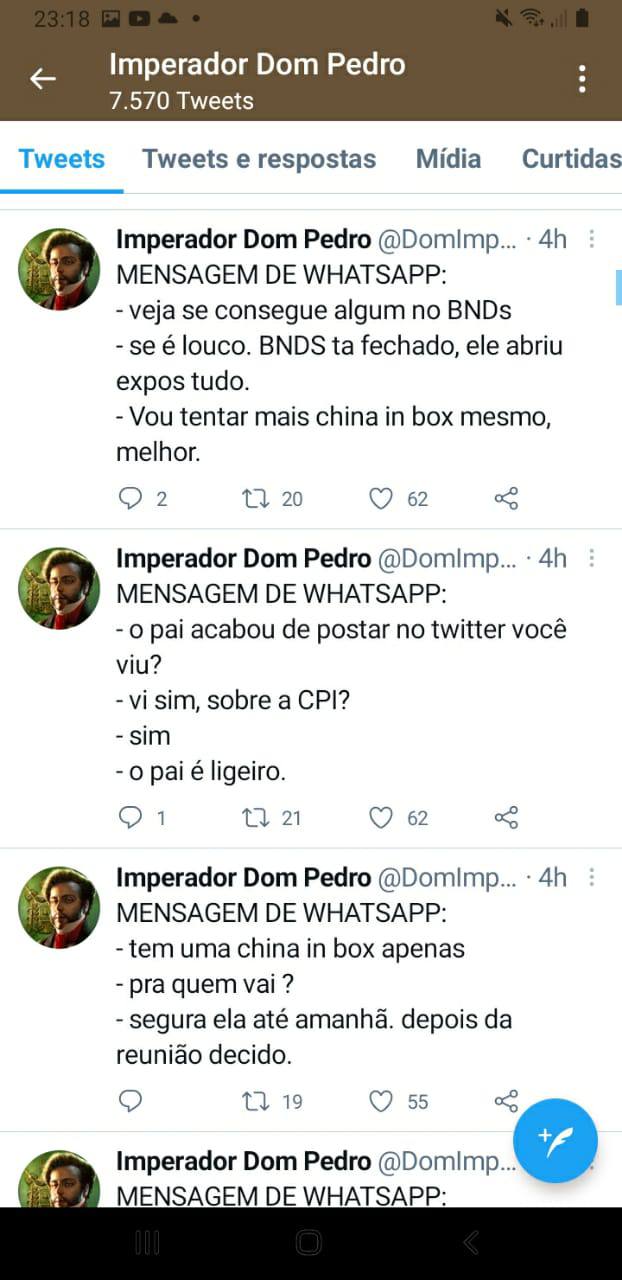 23:18
Imperador Dom Pedro
7.570 Tweets
Tweets Tweets e respostas Mídia Curtidas
Imperador Dom Pedro @DomImp... · 4h
MENSAGEM DE WHATSAPP:
- veja se consegue algum no BNDs
- se é louco. BNDS ta fechado, ele abriu
expos tudo.
- Vou tentar mais china in box mesmo,
melhor.
2 20 62
Imperador Dom Pedro @DomImp... · 4h
MENSAGEM DE WHATSAPP:
- o pai acabou de postar no twitter você
viu?
- vi sim, sobre a CPI?
- sim
- o pai é ligeiro.
1 21 62
Imperador Dom Pedro @DomImp... · 4h
MENSAGEM DE WHATSAPP:
- tem uma china in box apenas
- pra quem vai ?
- segura ela até amanhã. depois da
reunião decido.
19 55
Imperador Dom Pedro @DomImp...
MENSAGEM DE WHATSAPP: